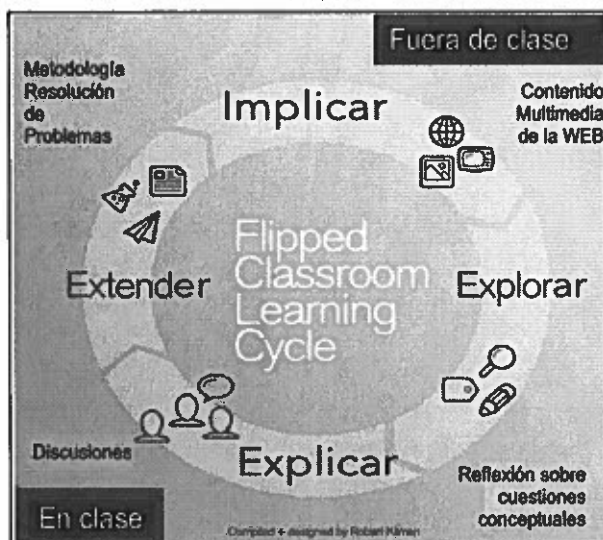 Fuera de clase
Metodología
Resolución
de
Problemas
Implicar
Contenido
Multimedia
de la WEB
Flipped
Classroom
Learning
Cycle
Extender
Explorar
Discusiones
Explicar
Reflexión sobre
cuestiones
conceptuales
En clase
Compiled + designed by Robert